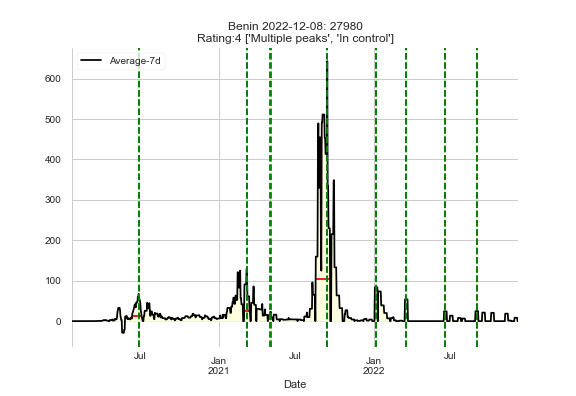 Benin 2022-12-08: 27980
Rating:4 ['Multiple peaks', 'In control']
Average-7d
600
500
400
300
200
100
0
Jul
Jan
2021
Jul
Jan
2022
Jul
Date